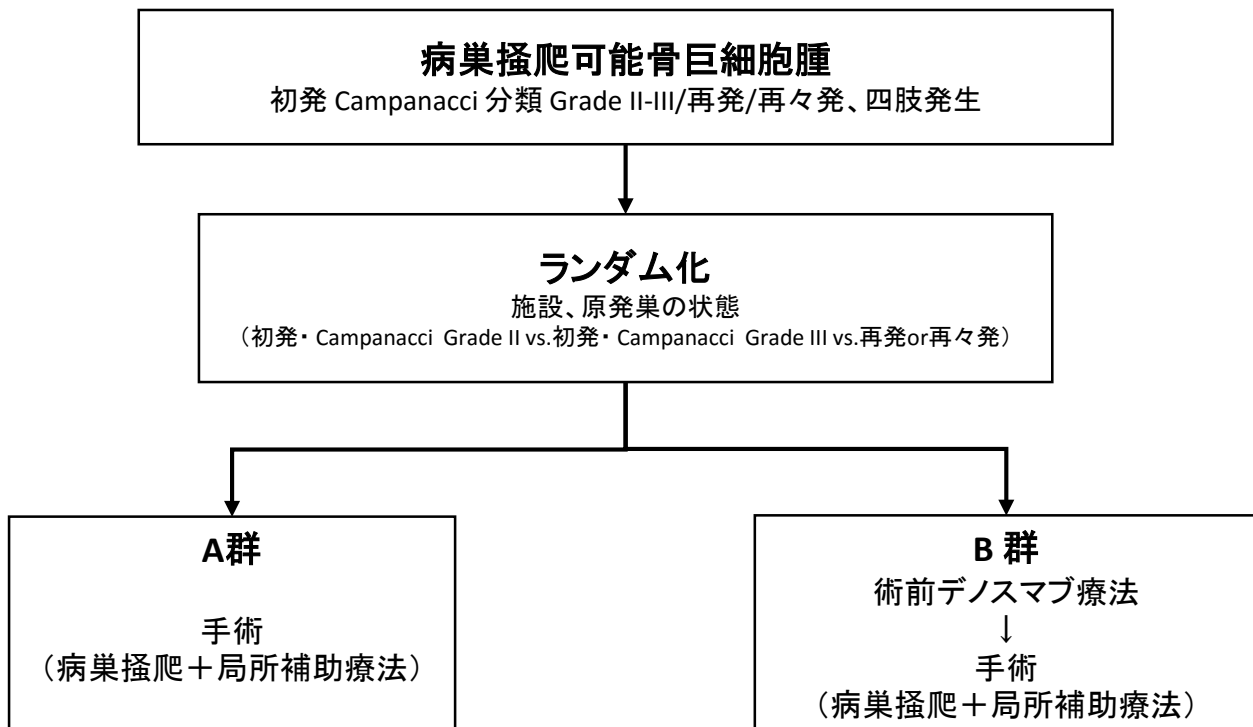 病巣掻爬可能骨巨細胞腫
初発 Campanacci 分類 Grade II-III/再発/再々発、四肢発生
ランダム化
施設、原発巣の状態
（初発・ Campanacci Grade II vs.初発・ Campanacci Grade III vs.再発or再々発）
A群
手術
（病巣掻爬＋局所補助療法）
B 群
術前デノスマブ療法
↓
手術
（病巣掻爬＋局所補助療法）